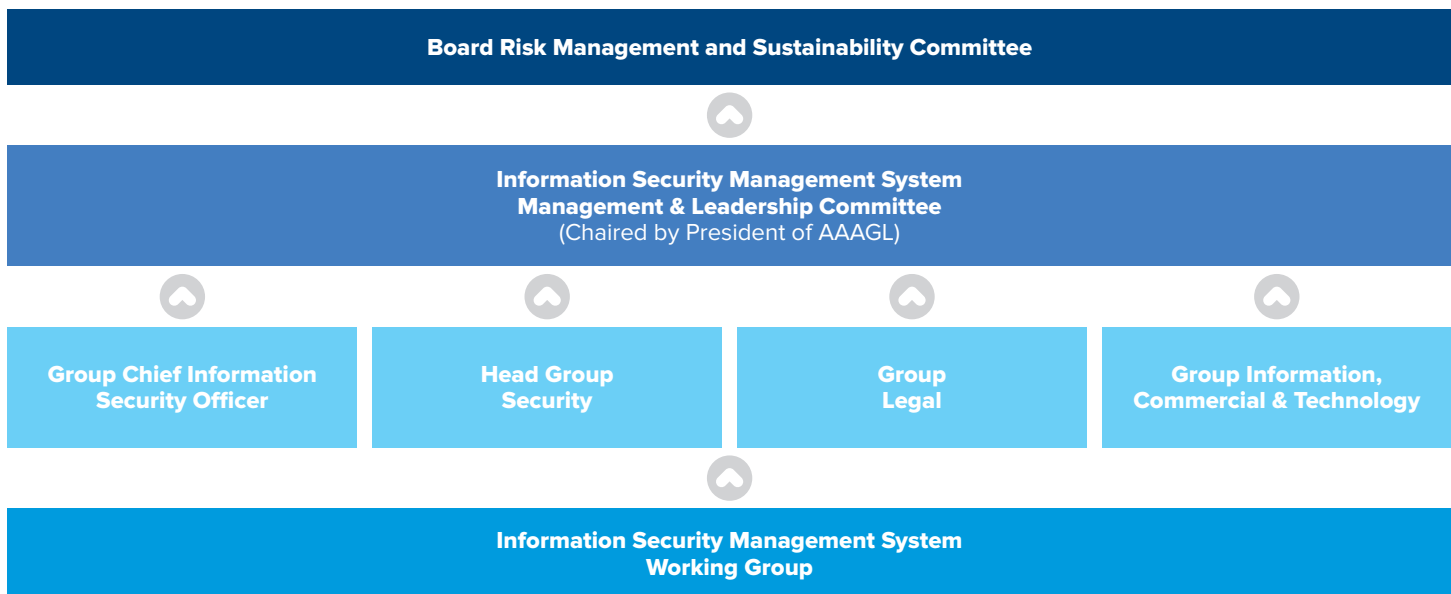 Board Risk Management and Sustainability Committee
Information Security Management System
Management & Leadership Committee
(Chaired by President of AAAGL)
Group Chief Information
Security Officer
Head Group
Security
Group
Legal
Group Information,
Commercial & Technology
Information Security Management System
Working Group